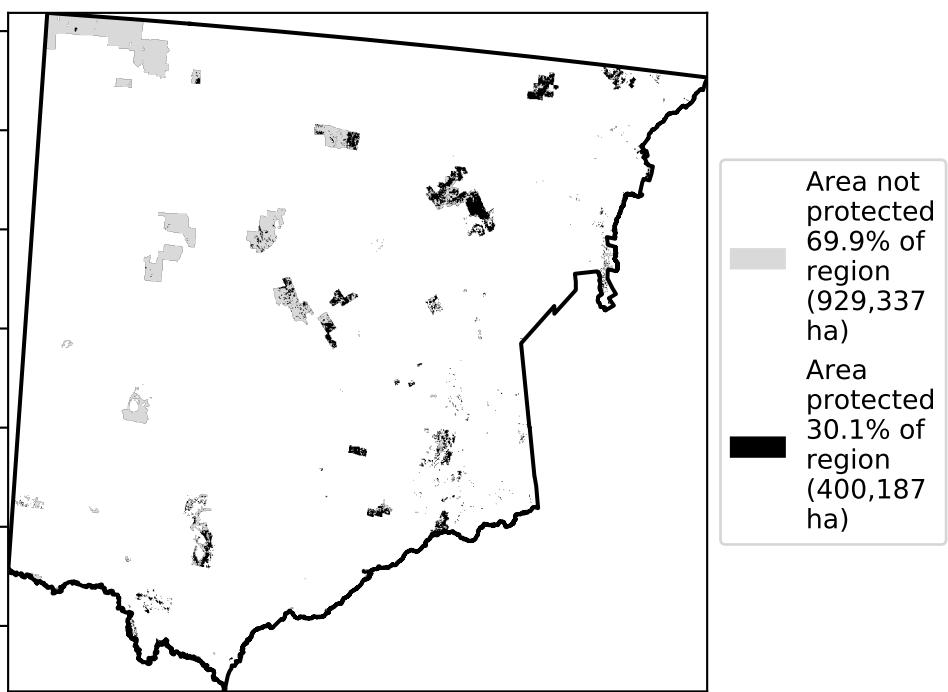 Area not
protected
69.9% of
region
(929,337
ha)
Area
protected
30.1% of
region
(400,187
ha)